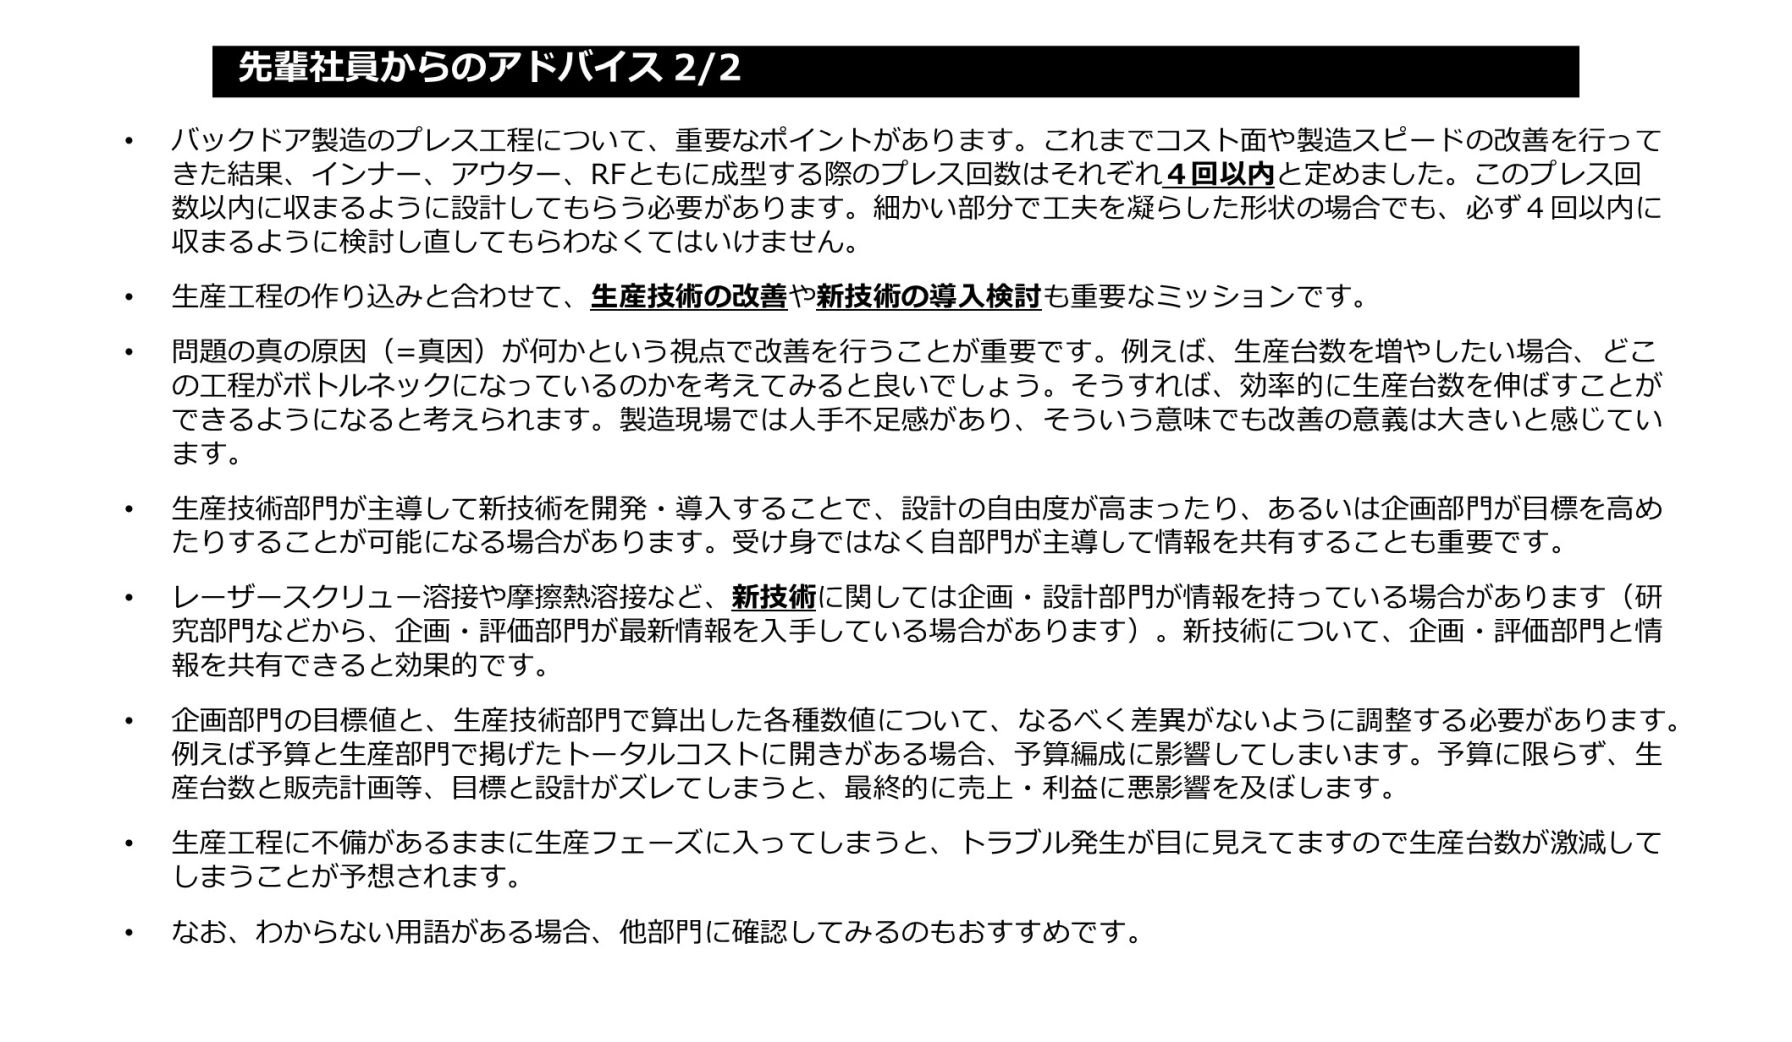 先輩社員からのアドバイス 2/2
• バックドア製造のプレス工程について、重要なポイントがあります。これまでコスト面や製造スピードの改善を行って
きた結果、インナー、アウター、RFともに成型する際のプレス回数はそれぞれ４回以内と定めました。このプレス回
数以内に収まるように設計してもらう必要があります。細かい部分で工夫を凝らした形状の場合でも、必ず４回以内に
収まるように検討し直してもらわなくてはいけません。
• 生産工程の作り込みと合わせて、生産技術の改善や新技術の導入検討も重要なミッションです。
• 問題の真の原因（=真因）が何かという視点で改善を行うことが重要です。例えば、生産台数を増やしたい場合、どこ
の工程がボトルネックになっているのかを考えてみると良いでしょう。そうすれば、効率的に生産台数を伸ばすことが
できるようになると考えられます。製造現場では人手不足感があり、そういう意味でも改善の意義は大きいと感じてい
ます。
• 生産技術部門が主導して新技術を開発・導入することで、設計の自由度が高まったり、あるいは企画部門が目標を高め
たりすることが可能になる場合があります。受け身ではなく自部門が主導して情報を共有することも重要です。
• レーザースクリュー溶接や摩擦熱溶接など、新技術に関しては企画・設計部門が情報を持っている場合があります（研
究部門などから、企画・評価部門が最新情報を入手している場合があります）。新技術について、企画・評価部門と情
報を共有できると効果的です。
• 企画部門の目標値と、生産技術部門で算出した各種数値について、なるべく差異がないように調整する必要があります。
例えば予算と生産部門で掲げたトータルコストに開きがある場合、予算編成に影響してしまいます。予算に限らず、生
産台数と販売計画等、目標と設計がズレてしまうと、最終的に売上・利益に悪影響を及ぼします。
• 生産工程に不備があるままに生産フェーズに入ってしまうと、トラブル発生が目に見えてますので生産台数が激減して
しまうことが予想されます。
• なお、わからない用語がある場合、他部門に確認してみるのもおすすめです。